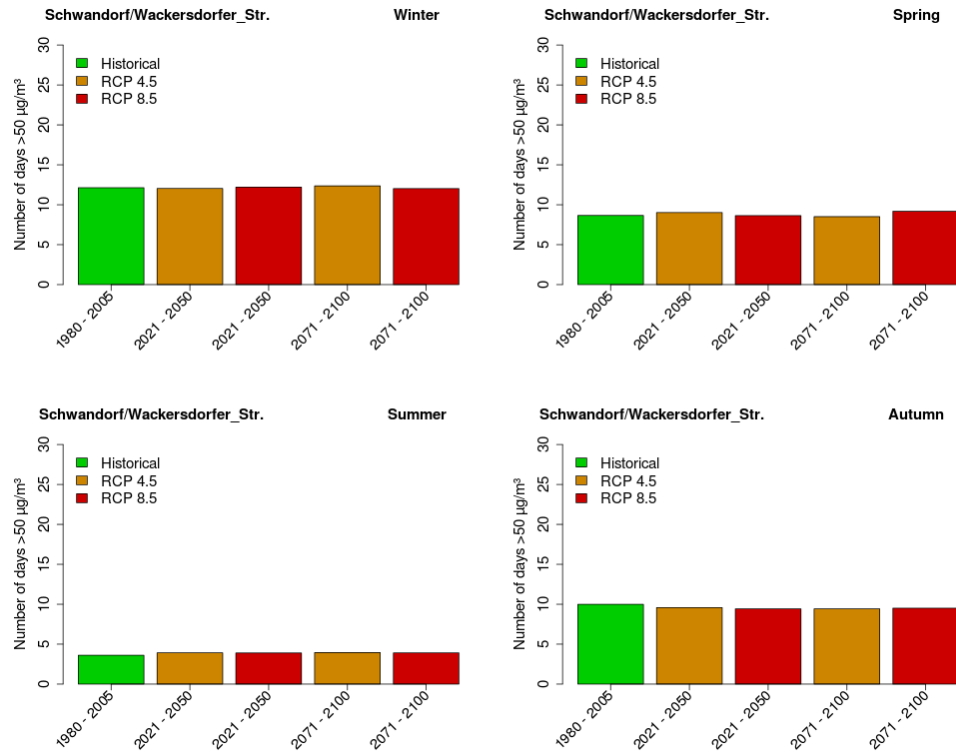 Schwandorf/Wackersdorfer_Str. Winter
Number of days >50 µg/m³
30
25
20
15
10
5
0
Historical
RCP 4.5
RCP 8.5
1980 - 2005
2021 - 2050
2021 - 2050
2071 - 2100
2071 - 2100
Schwandorf/Wackersdorfer_Str. Spring
Number of days >50 µg/m³
30
25
20
15
10
5
0
Historical
RCP 4.5
RCP 8.5
1980 - 2005
2021 - 2050
2021 - 2050
2071 - 2100
2071 - 2100
Schwandorf/Wackersdorfer_Str. Summer
Number of days >50 µg/m³
30
25
20
15
10
5
0
Historical
RCP 4.5
RCP 8.5
1980 - 2005
2021 - 2050
2021 - 2050
2071 - 2100
2071 - 2100
Schwandorf/Wackersdorfer_Str. Autumn
Number of days >50 µg/m³
30
25
20
15
10
5
0
Historical
RCP 4.5
RCP 8.5
1980 - 2005
2021 - 2050
2021 - 2050
2071 - 2100
2071 - 2100